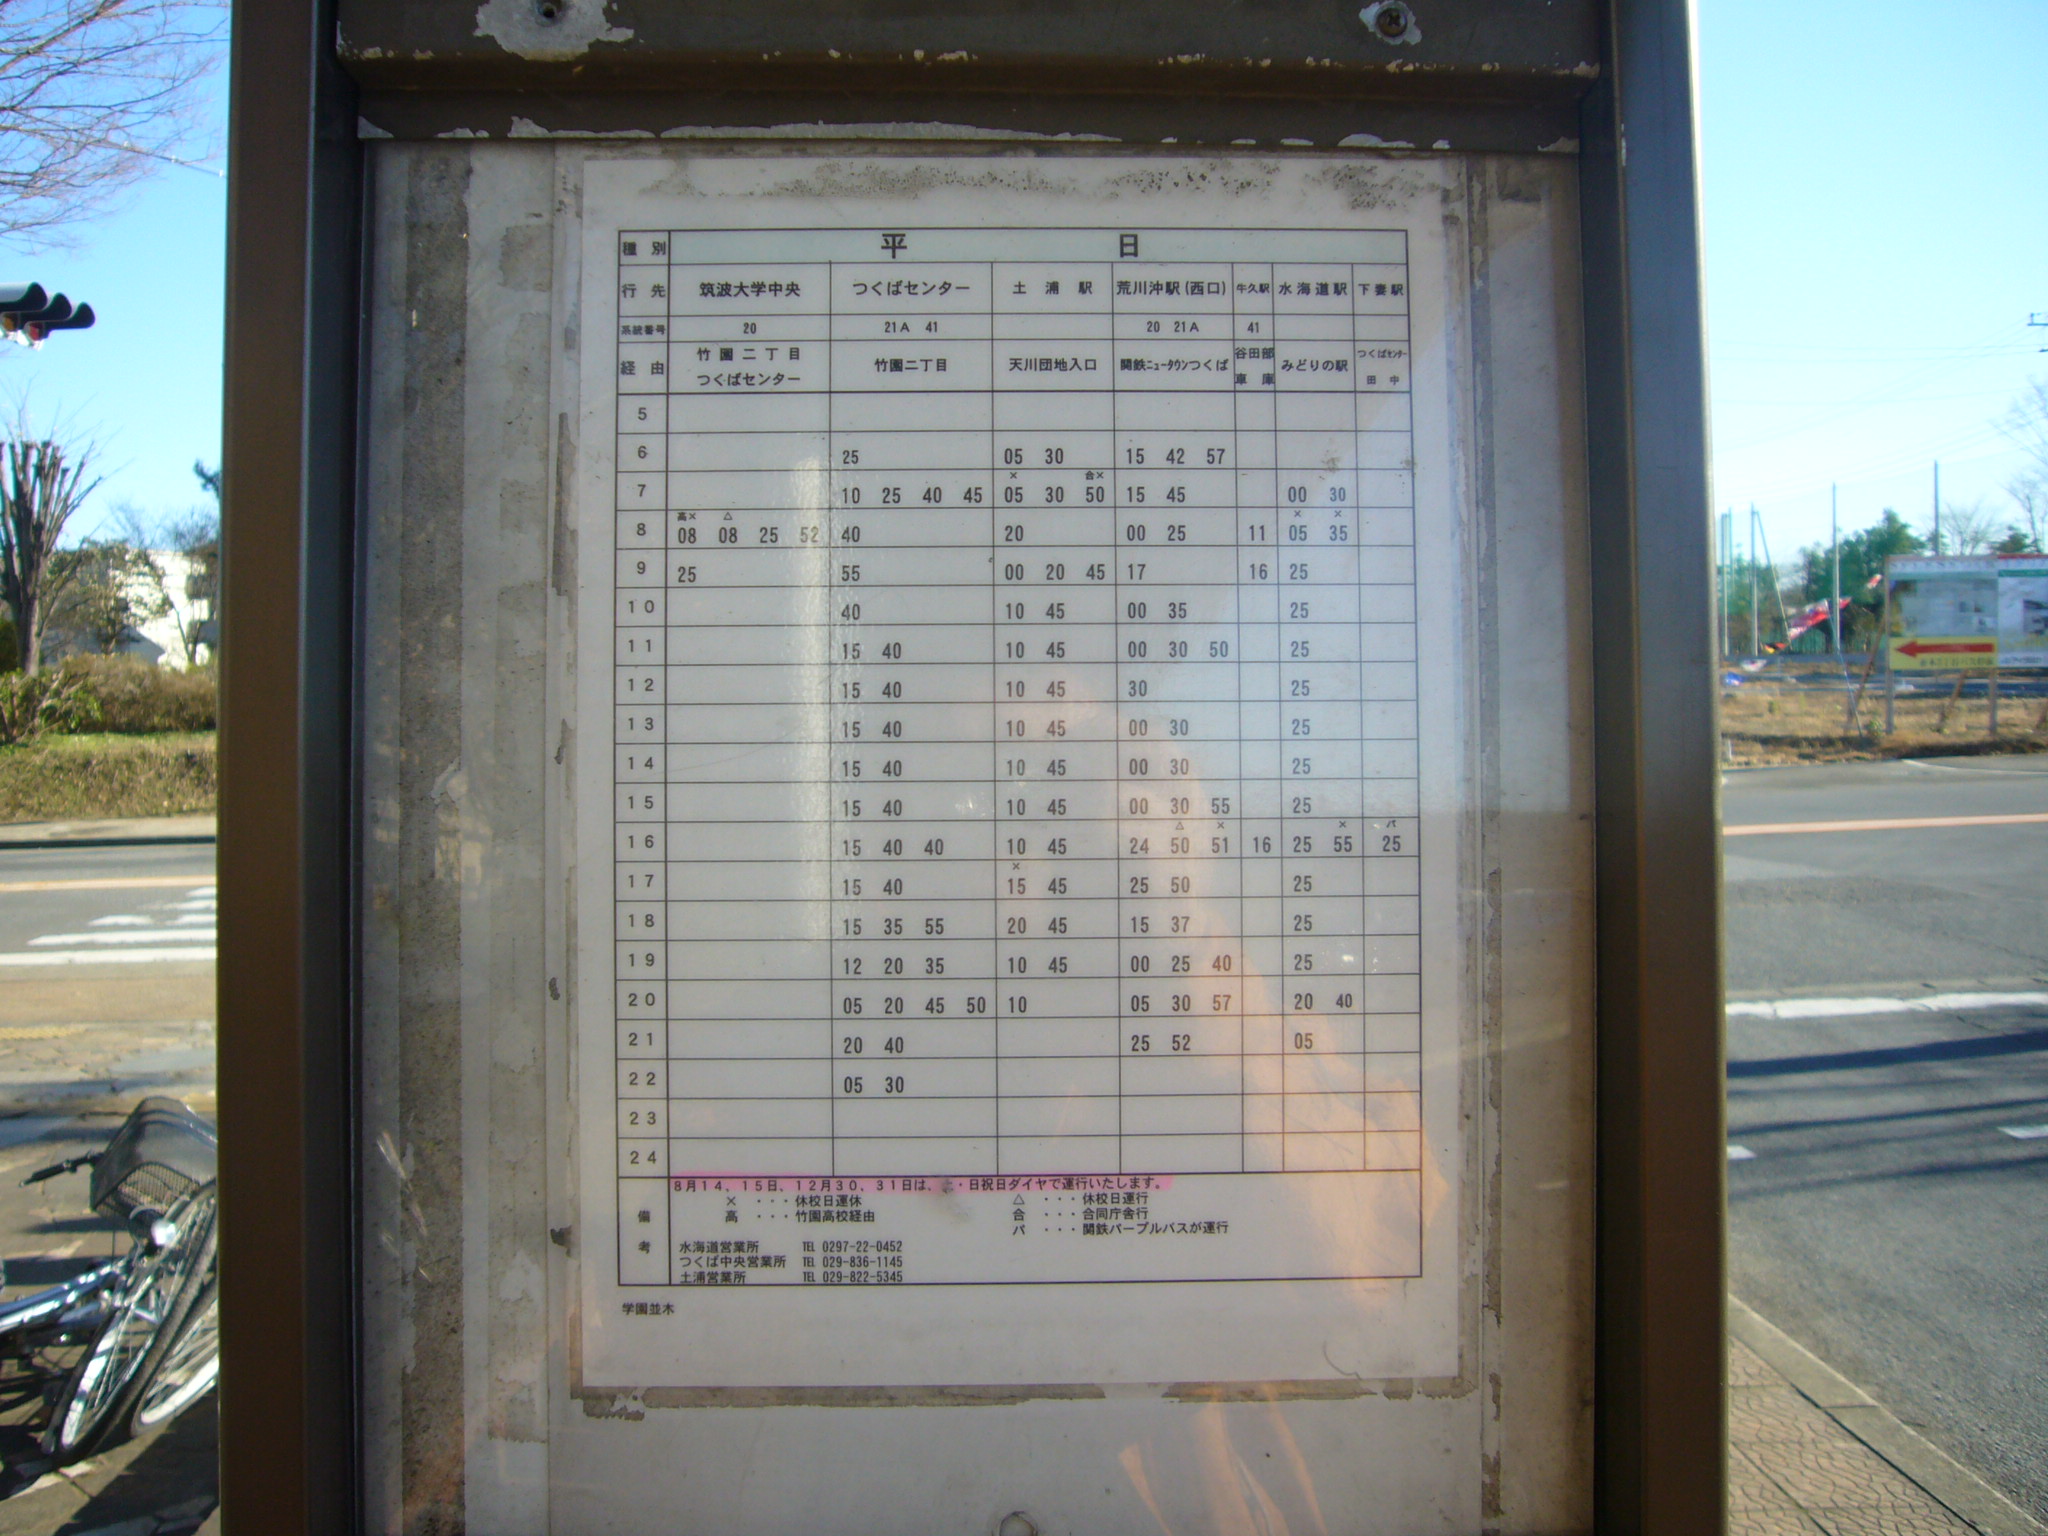 種別 平日
行先 筑波大学中央 つくばセンター 土浦駅 荒川沖駅(西口) 牛久駅 水海道駅 下妻駅
系統番号 20 21A 41 20 21A 41
経由 竹園二丁目 つくばセンター 竹園二丁目 天川団地入口 関鉄ニュータウンつくば 谷田部車庫 みどりの駅 つくばセンター 田中
5
6 25 05 30 15 42 57
× 合×
7 10 25 40 45 05 30 50 15 45 00 30
高× △ × ×
8 08 08 25 52 40 20 00 25 11 05 35
9 25 55 00 20 45 17 16 25
10 40 10 45 00 35 25
11 15 40 10 45 00 30 50 25
12 15 40 10 45 30 25
13 15 40 10 45 00 30 25
14 15 40 10 45 00 30 25
15 15 40 10 45 00 30 55 25
△ × × パ
16 15 40 40 10 45 24 50 51 16 25 55 25
×
17 15 40 15 45 25 50 25
18 15 35 55 20 45 15 37 25
19 12 20 35 10 45 00 25 40 25
20 05 20 45 50 10 05 30 57 20 40
21 20 40 25 52 05
22 05 30
23
24
備考
8月14、15日、12月30、31日は、土・日祝日ダイヤで運行いたします。
× ・・・休校日運休 △ ・・・休校日運行
高 ・・・竹園高校経由 合 ・・・合同庁舎行
パ ・・・関鉄パープルバスが運行
水海道営業所 TEL 0297-22-0452
つくば中央営業所 TEL 029-836-1145
土浦営業所 TEL 029-822-5345
学園並木